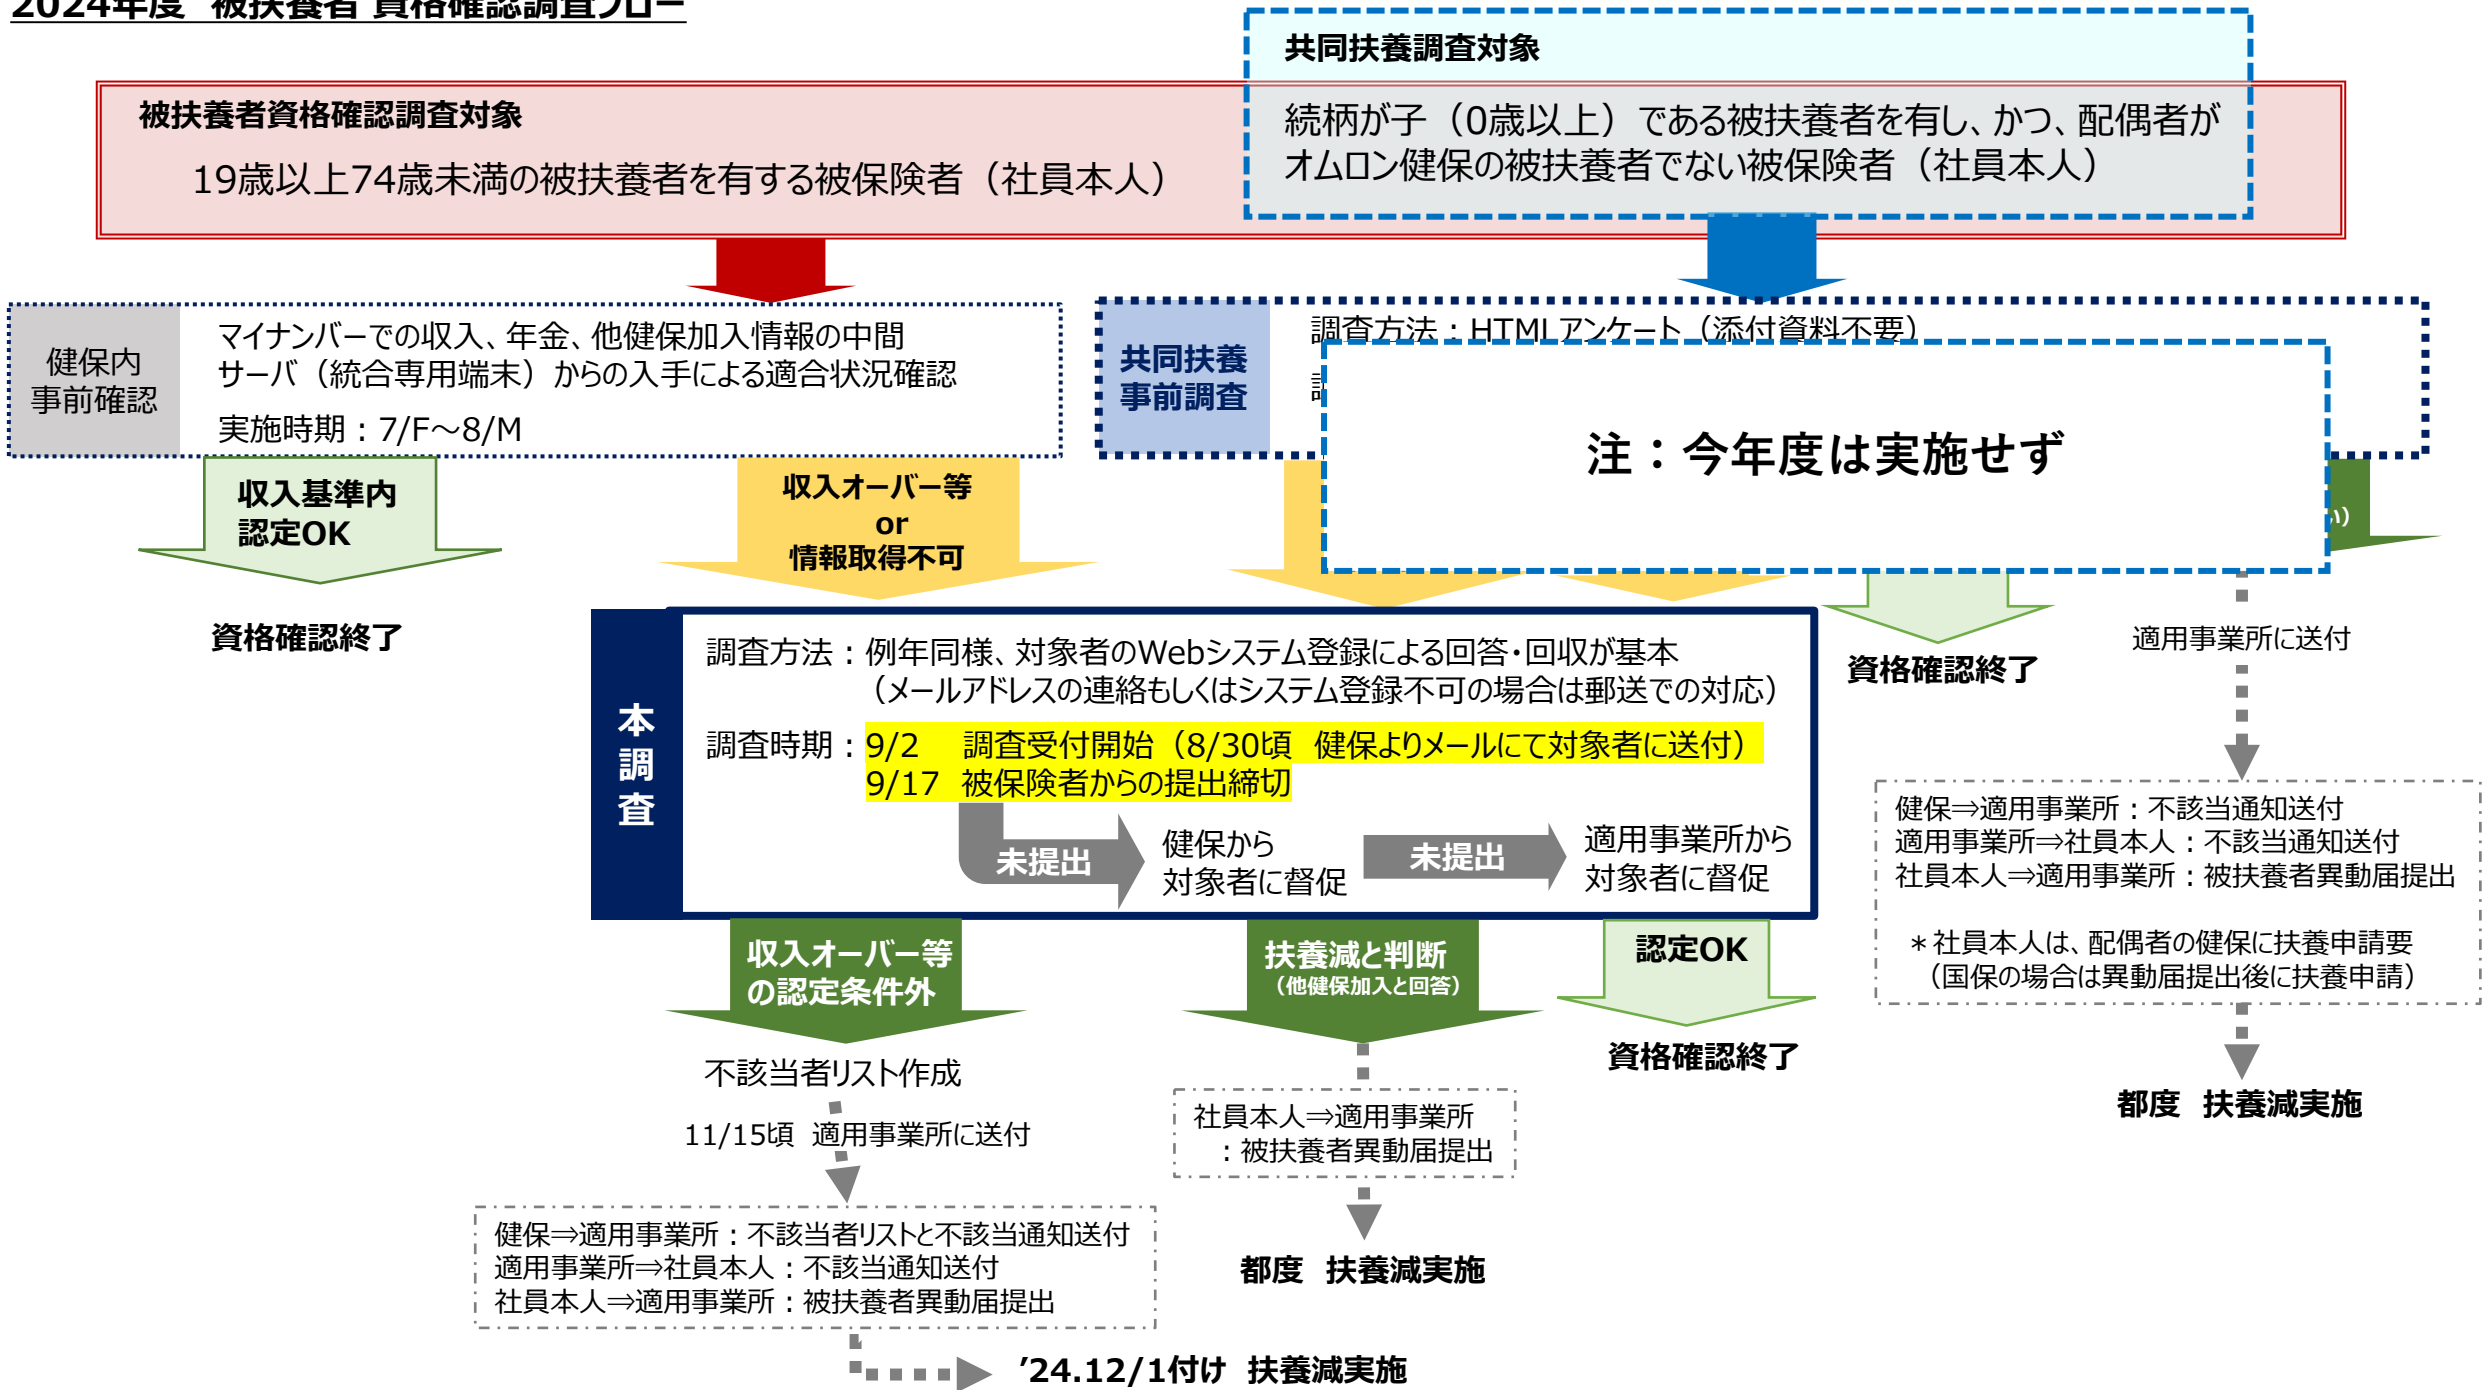 2024年度　被扶養者 資格確認調査フロー
共同扶養調査対象
続柄が子（0歳以上）である被扶養者を有し、かつ、配偶者が
オムロン健保の被扶養者でない被保険者（社員本人）
被扶養者資格確認調査対象
19歳以上74歳未満の被扶養者を有する被保険者（社員本人）
健保内
事前確認
マイナンバーでの収入、年金、他健保加入情報の中間
サーバ（統合専用端末）からの入手による適合状況確認
実施時期：7/F～8/M
共同扶養
事前調査
調査方法：HTMLアンケート（添付資料不要）
注：今年度は実施せず
い）
収入基準内
認定OK
資格確認終了
収入オーバー等
or
情報取得不可
本調査
調査方法：例年同様、対象者のWebシステム登録による回答・回収が基本
（メールアドレスの連絡もしくはシステム登録不可の場合は郵送での対応）
調査時期：9/2　調査受付開始（8/30頃　健保よりメールにて対象者に送付）
9/17　被保険者からの提出締切
未提出
健保から
対象者に督促
未提出
適用事業所から
対象者に督促
資格確認終了
適用事業所に送付
健保⇒適用事業所：不該当通知送付
適用事業所⇒社員本人：不該当通知送付
社員本人⇒適用事業所：被扶養者異動届提出
＊社員本人は、配偶者の健保に扶養申請要
（国保の場合は異動届提出後に扶養申請）
都度　扶養減実施
収入オーバー等
の認定条件外
不該当者リスト作成
11/15頃　適用事業所に送付
健保⇒適用事業所：不該当者リストと不該当通知送付
適用事業所⇒社員本人：不該当通知送付
社員本人⇒適用事業所：被扶養者異動届提出
’24.12/1付け　扶養減実施
扶養減と判断
（他健保加入と回答）
社員本人⇒適用事業所
：被扶養者異動届提出
都度　扶養減実施
認定OK
資格確認終了